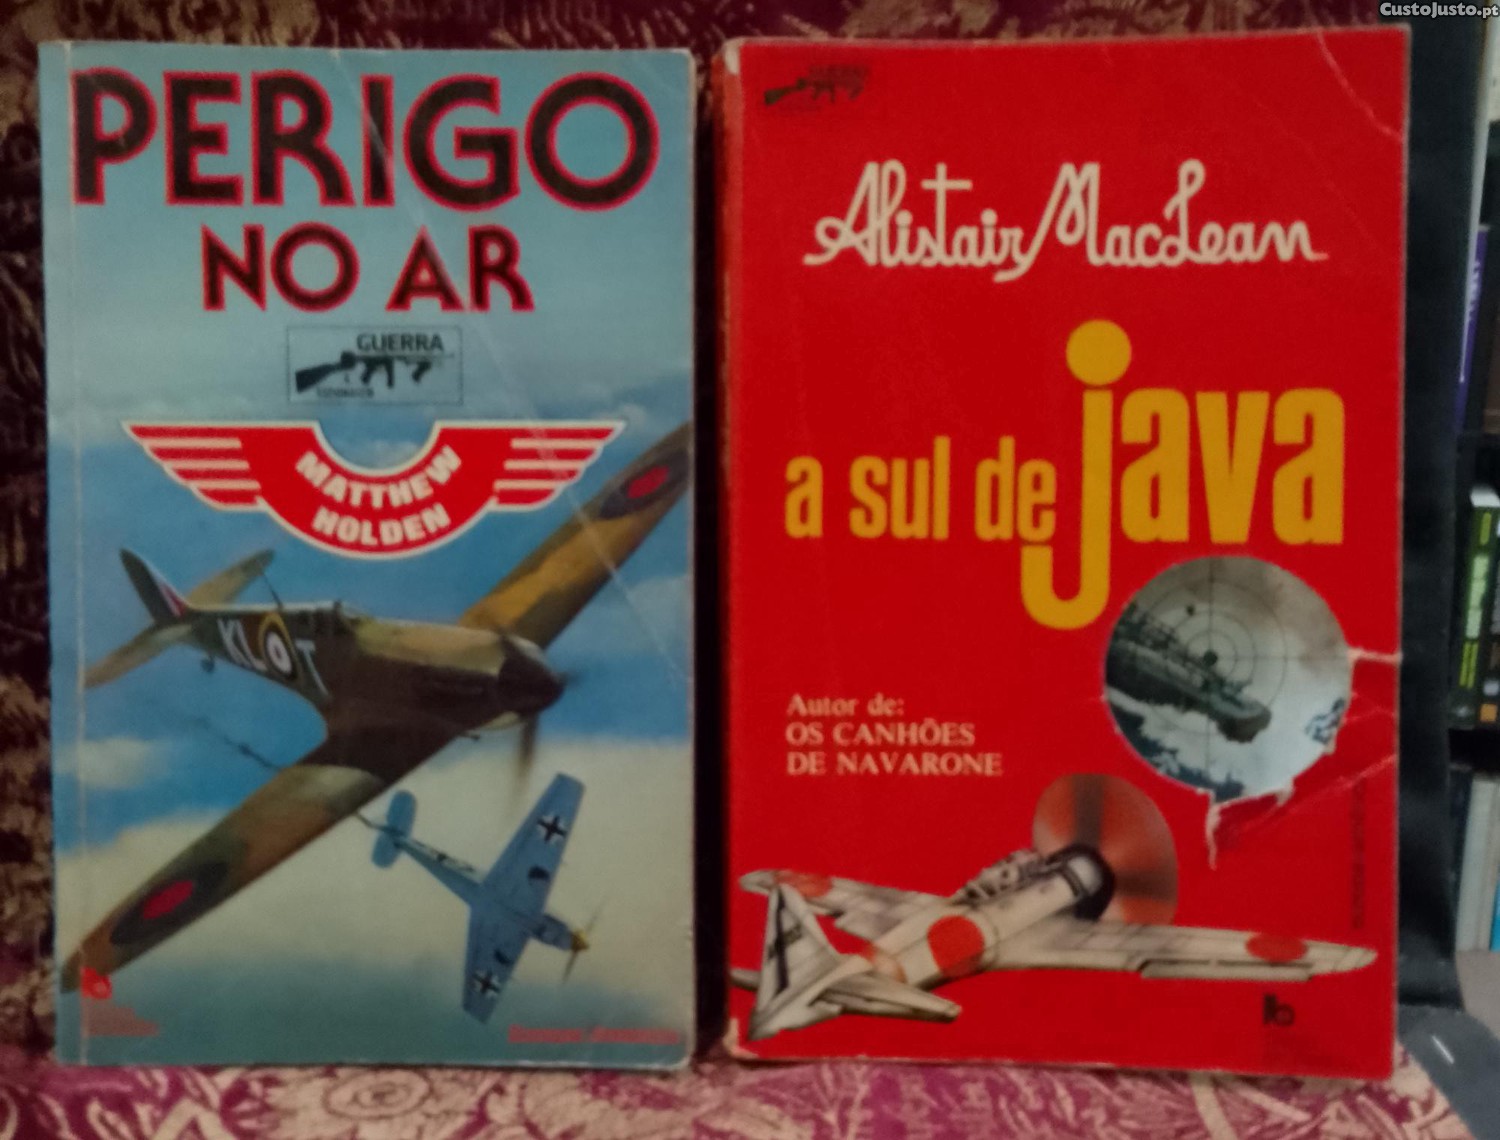 CustoJusto.pt
PERIGO
NO AR
GUERRA
MATTHEW
HOLDEN
KL T
GUERRA
Alistair MacLean
a sul de java
Autor de:
OS CANHÕES
DE NAVARONE